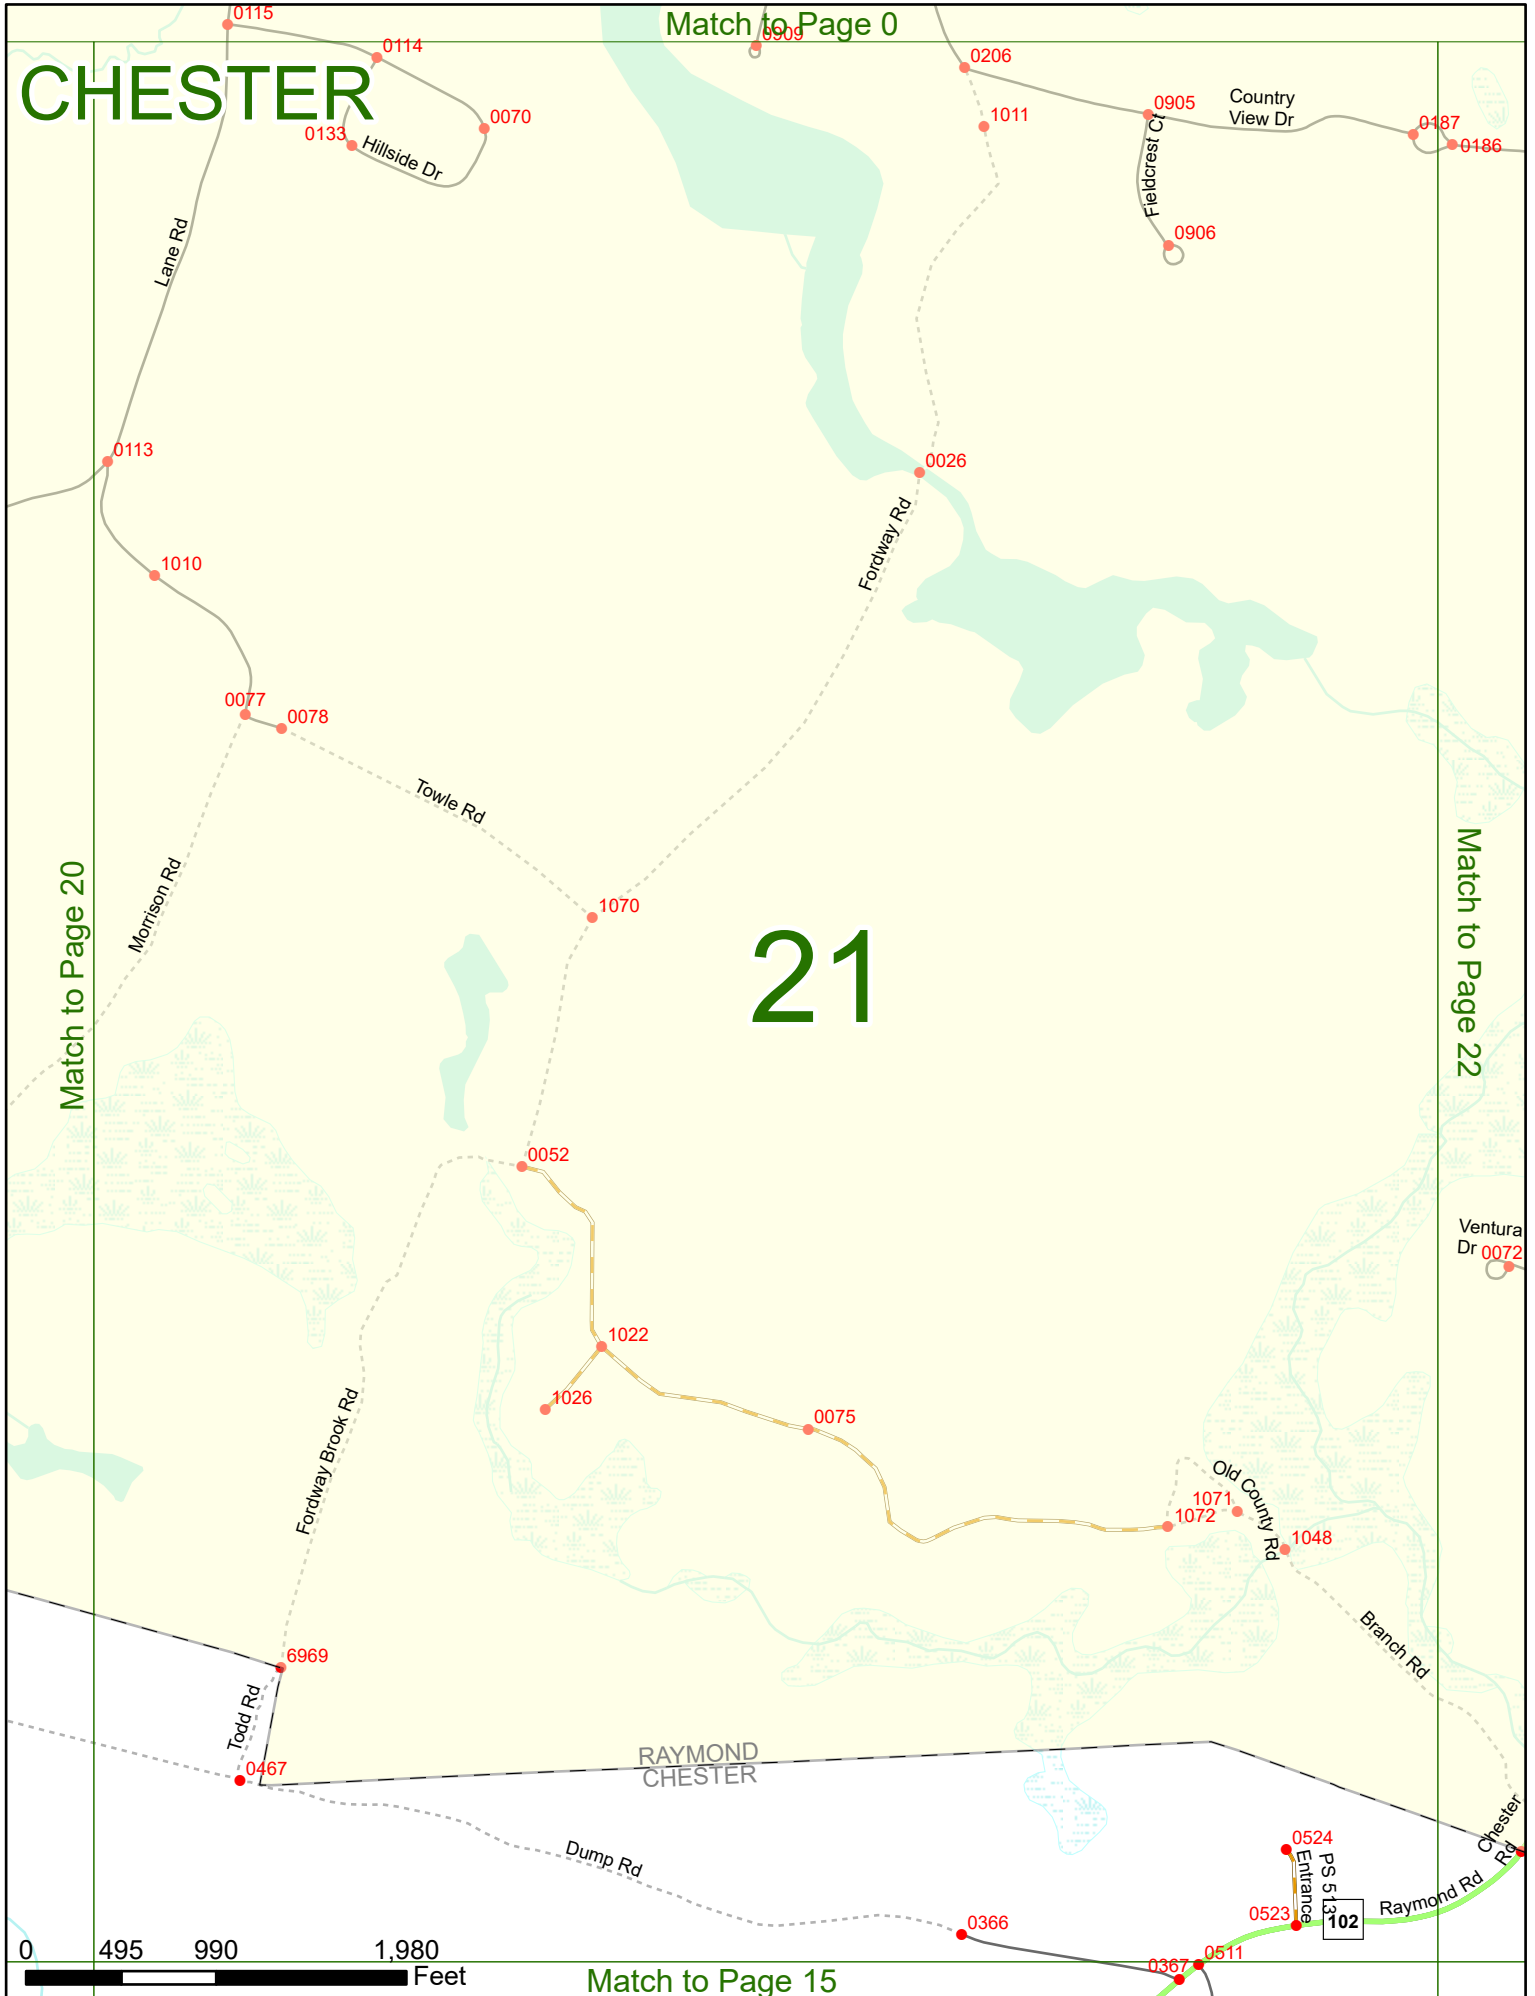 Match to Page 0
CHESTER
0115
0114
0909
0206
0070
0133
Hillside Dr
1011
0905
Country
View Dr
0187
0186
Fieldcrest Ct
0906
Lane Rd
0113
0026
Fordway Rd
1010
0077
0078
Towle Rd
Morrison Rd
Match to Page 20
1070
21
Match to Page 22
0052
Ventura
Dr
0072
1022
1026
0075
Fordway Brook Rd
Old County Rd
1071
1072
1048
Branch Rd
6969
Todd Rd
0467
RAYMOND
CHESTER
Dump Rd
Chester
Rd
0524
PS 513
Entrance
0523
102
Raymond Rd
0366
0511
0367
0 495 990 1,980
Feet
Match to Page 15